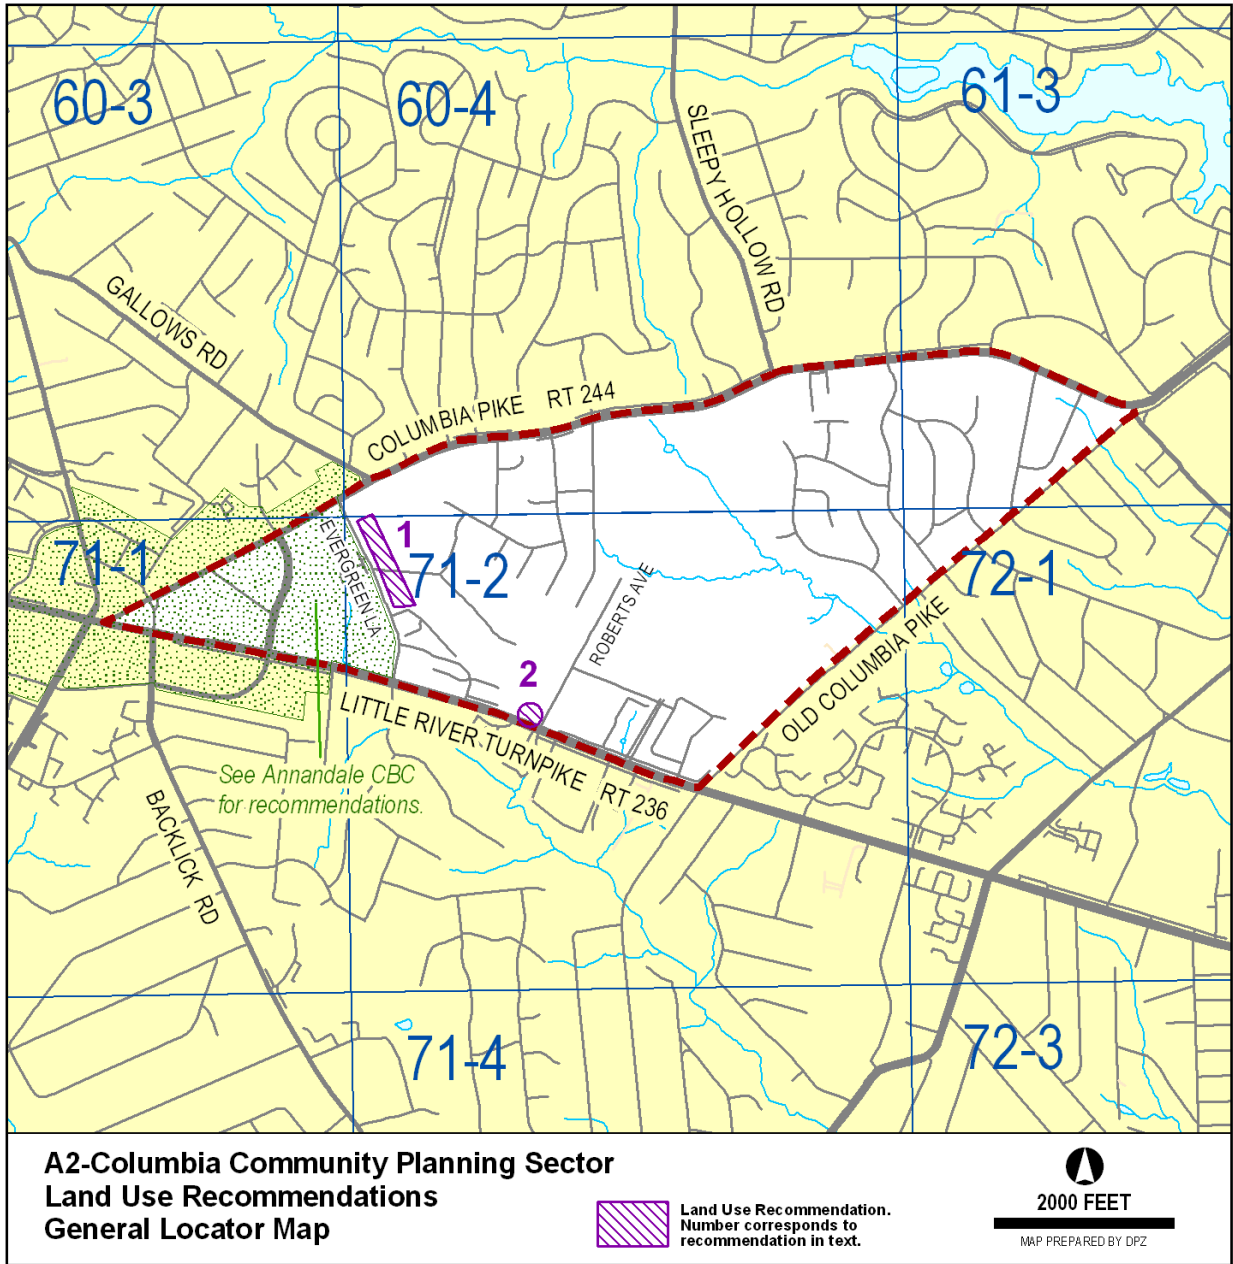 60-3
60-4
61-3
SLEEPY HOLLOW RD
GALLOWS RD
COLUMBIA PIKE RT 244
71-1
EVERGREEN LA
1
71-2
72-1
ROBERTS AVE
2
OLD COLUMBIA PIKE
LITTLE RIVER TURNPIKE RT 236
See Annandale CBC
for recommendations.
BACKLICK RD
71-4
72-3
A2-Columbia Community Planning Sector
Land Use Recommendations
General Locator Map
Land Use Recommendation.
Number corresponds to
recommendation in text.
2000 FEET
MAP PREPARED BY DPZ